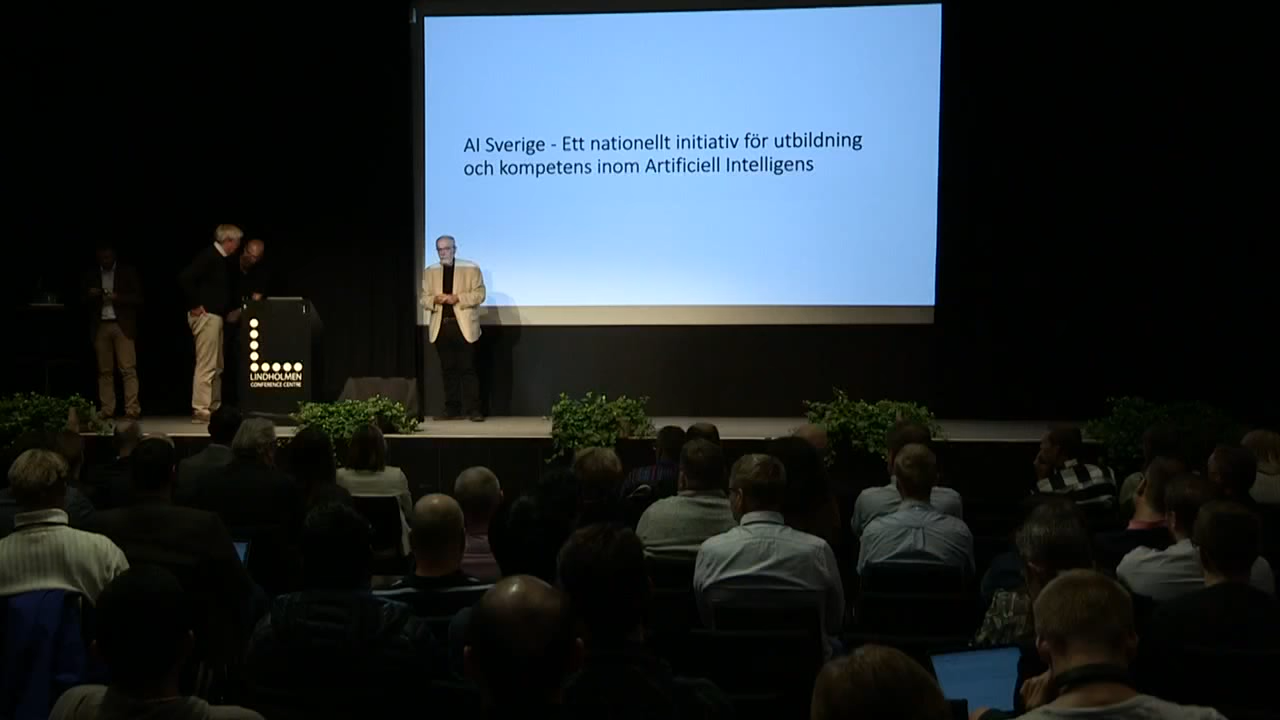 AI Sverige - Ett nationellt initiativ för utbildning
och kompetens inom Artificiell Intelligens
LINDHOLMEN
CONFERENCE CENTRE